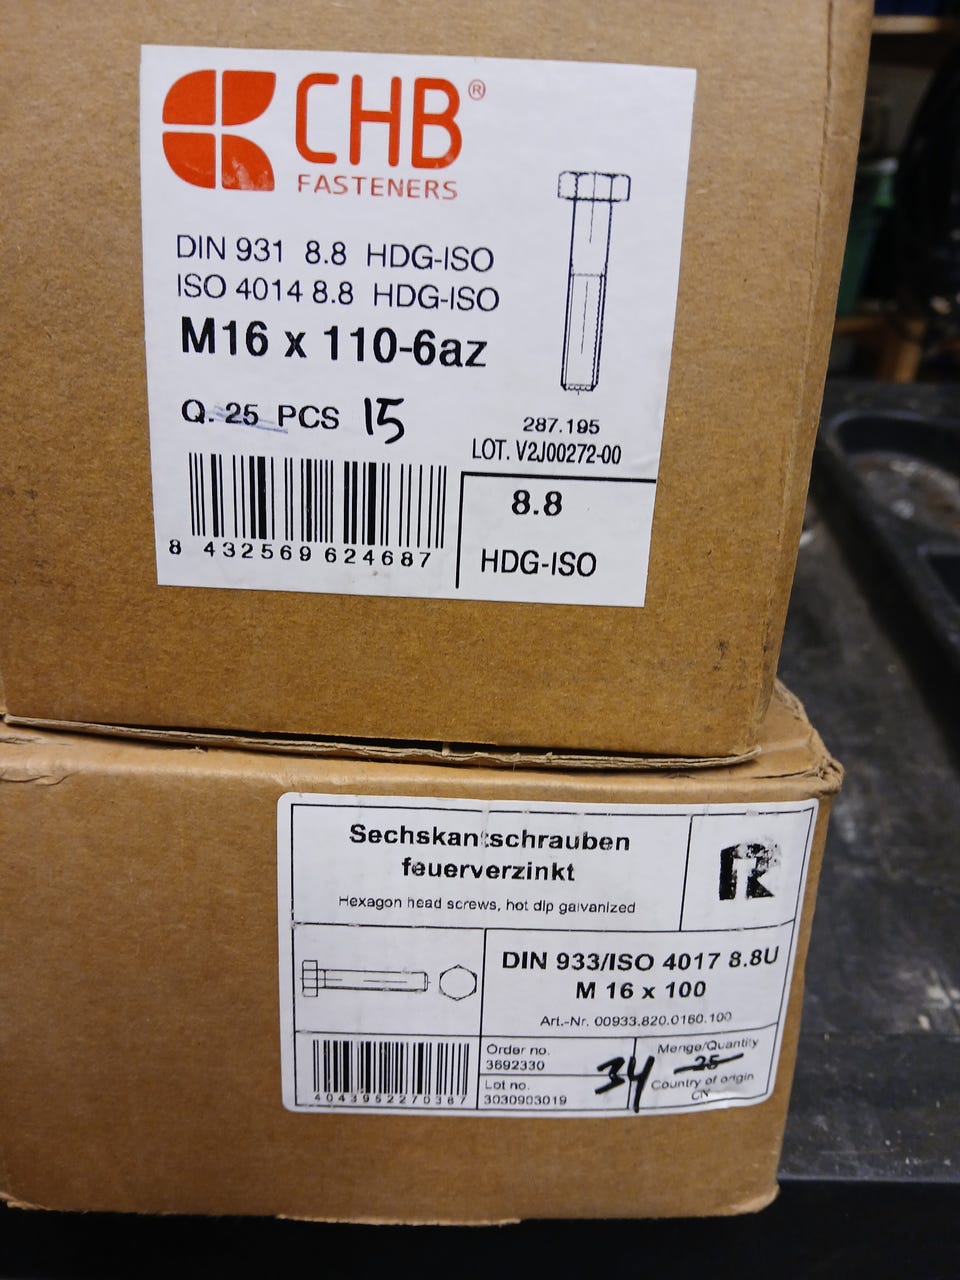 CHB®
FASTENERS
DIN 931 8.8 HDG-ISO
ISO 4014 8.8 HDG-ISO
M16 x 110-6az
Q. 25 PCS 15
287.195
LOT. V2J00272-00
8 432569 624687
8.8
HDG-ISO
Sechskantschrauben
feuerverzinkt
Hexagon head screws, hot dip galvanized
R
DIN 933/ISO 4017 8.8U
M 16 x 100
Art.-Nr. 00933.820.0160.100
Order no.
3692330
Lot no.
3030903019
34
Menge/Quantity
25
Country of origin
CN
4043952270387